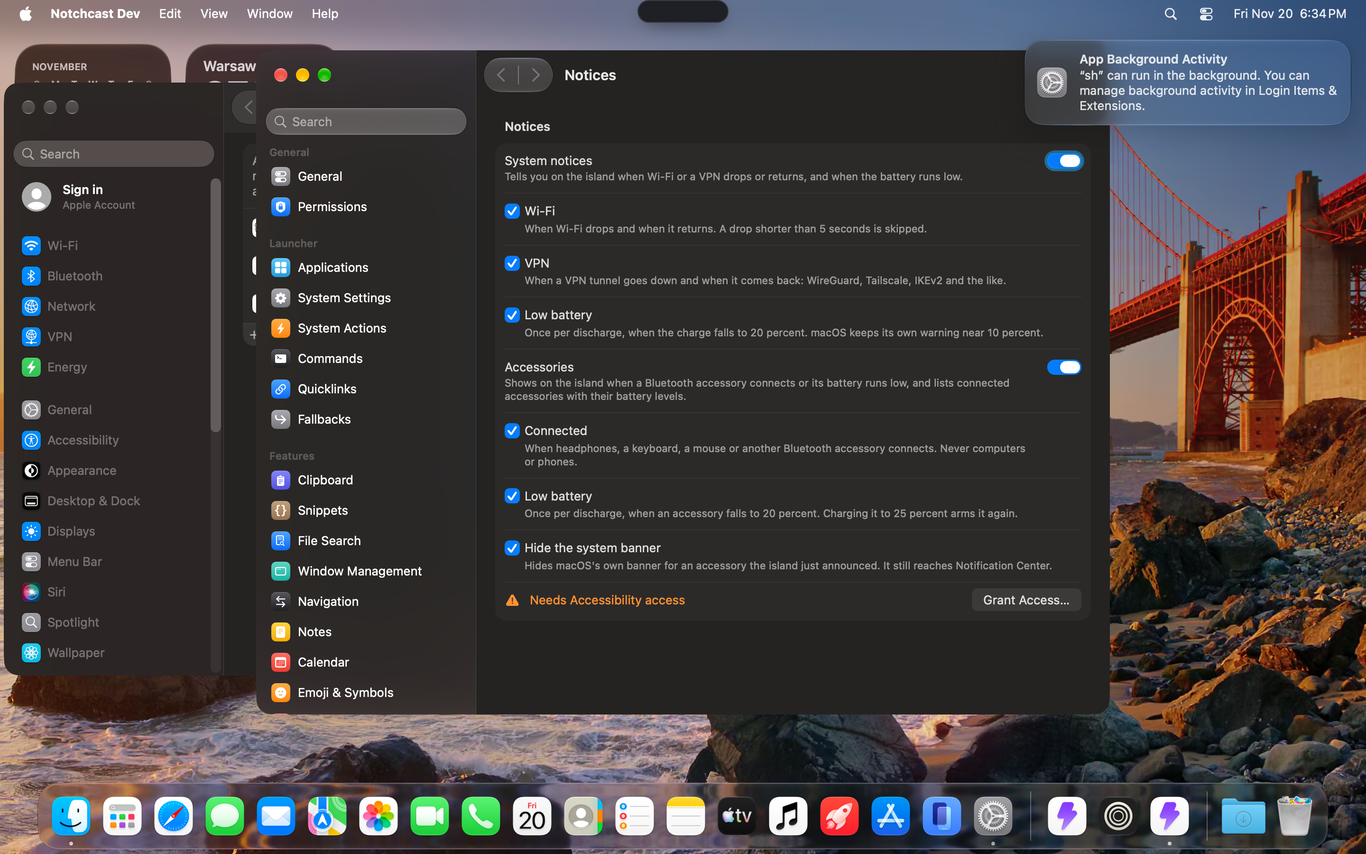 Notchcast Dev Edit View Window Help
Fri Nov 20 6:34 PM
NOVEMBER
Warsaw
App Background Activity
“sh” can run in the background. You can
manage background activity in Login Items &
Extensions.
Search
Sign in
Apple Account
Wi-Fi
Bluetooth
Network
VPN
Energy
General
Accessibility
Appearance
Desktop & Dock
Displays
Menu Bar
Siri
Spotlight
Wallpaper
Search
General
General
Permissions
Launcher
Applications
System Settings
System Actions
Commands
Quicklinks
Fallbacks
Features
Clipboard
Snippets
File Search
Window Management
Navigation
Notes
Calendar
Emoji & Symbols
Notices
Notices
System notices
Tells you on the island when Wi-Fi or a VPN drops or returns, and when the battery runs low.
Wi-Fi
When Wi-Fi drops and when it returns. A drop shorter than 5 seconds is skipped.
VPN
When a VPN tunnel goes down and when it comes back: WireGuard, Tailscale, IKEv2 and the like.
Low battery
Once per discharge, when the charge falls to 20 percent. macOS keeps its own warning near 10 percent.
Accessories
Shows on the island when a Bluetooth accessory connects or its battery runs low, and lists connected
accessories with their battery levels.
Connected
When headphones, a keyboard, a mouse or another Bluetooth accessory connects. Never computers
or phones.
Low battery
Once per discharge, when an accessory falls to 20 percent. Charging it to 25 percent arms it again.
Hide the system banner
Hides macOS's own banner for an accessory the island just announced. It still reaches Notification Center.
Needs Accessibility access
Grant Access...
Fri
20
tv